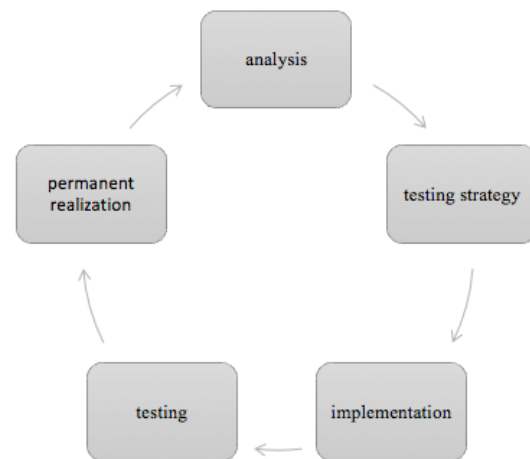 analysis
testing strategy
implementation
testing
permanent
realization